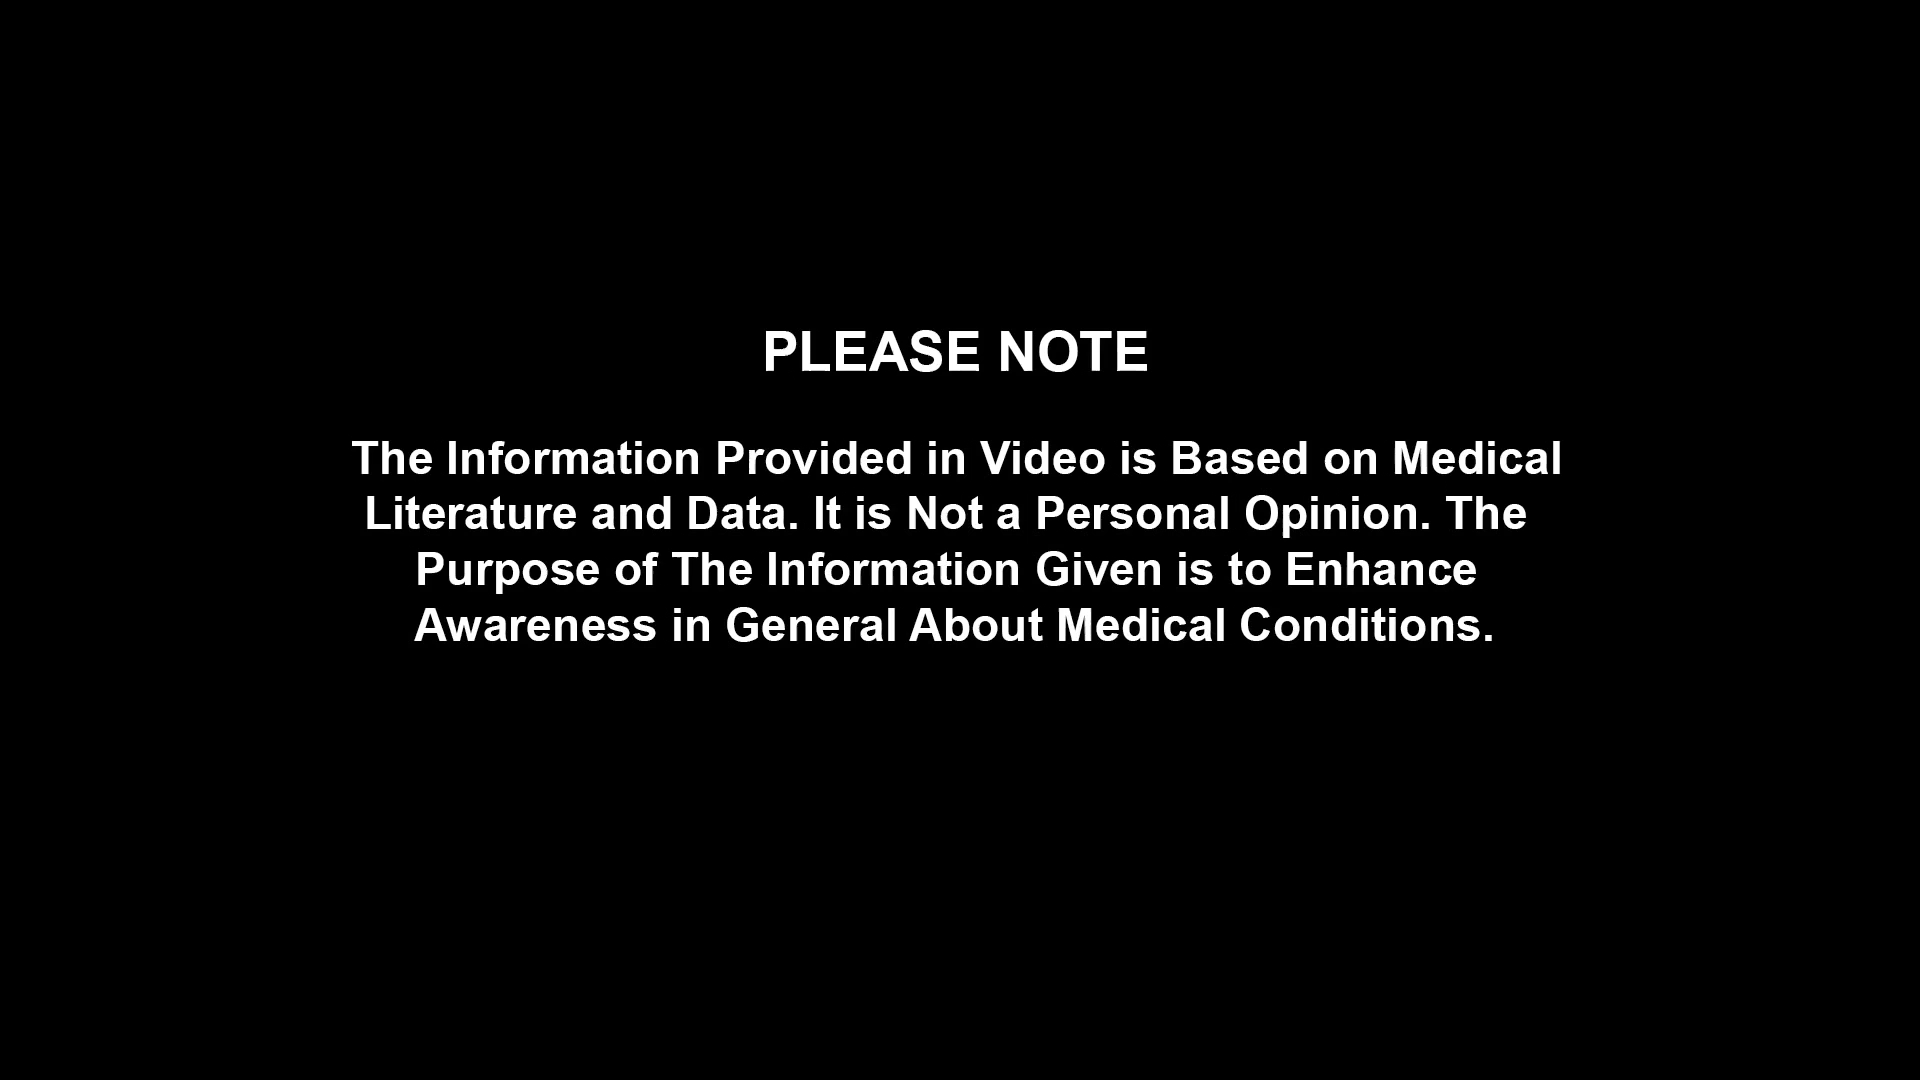 PLEASE NOTE
The Information Provided in Video is Based on Medical
Literature and Data. It is Not a Personal Opinion. The
Purpose of The Information Given is to Enhance
Awareness in General About Medical Conditions.